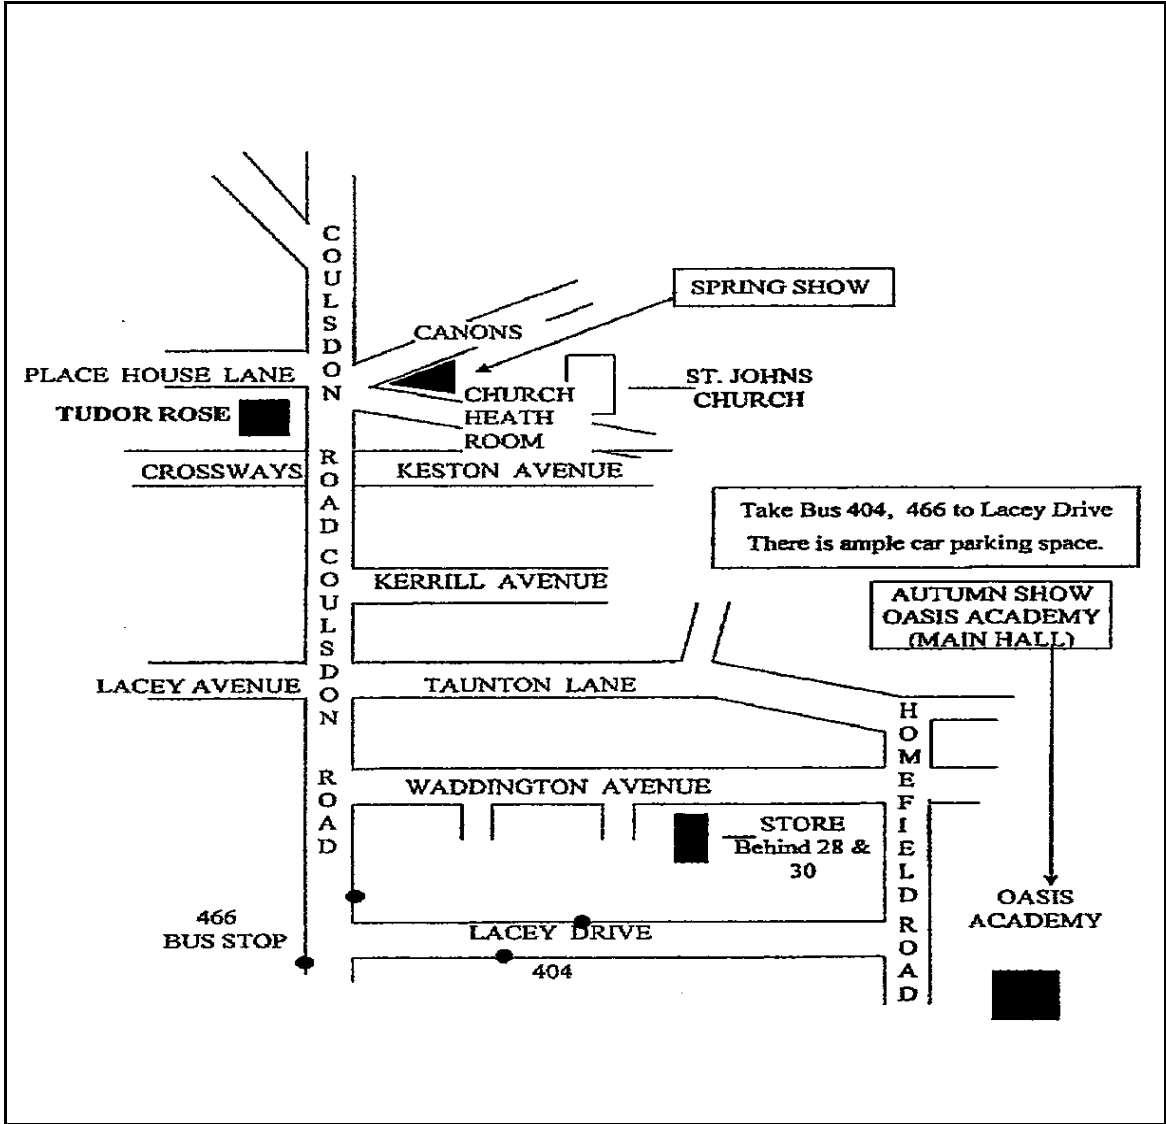 COULSDON ROAD COULSDON ROAD
SPRING SHOW
CANONS
PLACE HOUSE LANE
ST. JOHNS
CHURCH
CHURCH
HEATH
ROOM
TUDOR ROSE
CROSSWAYS
KESTON AVENUE
Take Bus 404, 466 to Lacey Drive
There is ample car parking space.
KERRILL AVENUE
AUTUMN SHOW
OASIS ACADEMY
(MAIN HALL)
LACEY AVENUE
TAUNTON LANE
HOMEFIELD ROAD
WADDINGTON AVENUE
STORE
Behind 28 &
30
OASIS
ACADEMY
466
BUS STOP
LACEY DRIVE
404